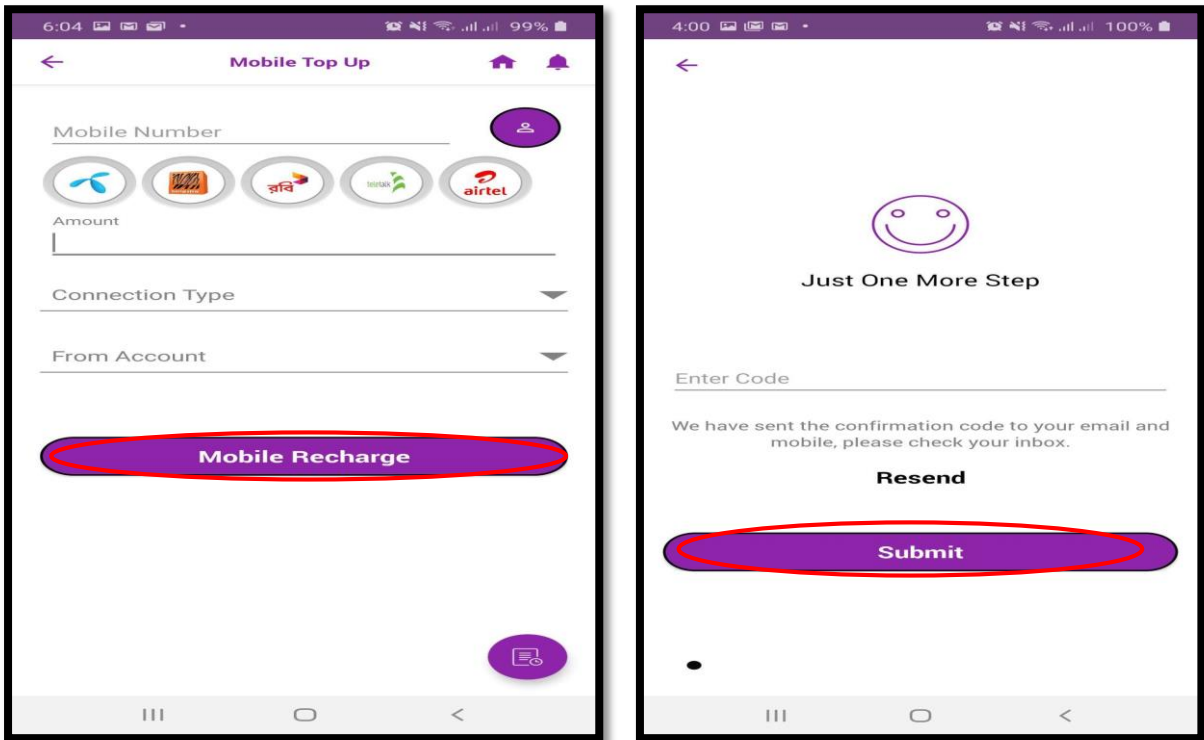 6:04
99%
Mobile Top Up
Mobile Number
রবি
teletalk
airtel
Amount
Connection Type
From Account
Mobile Recharge
4:00
100%
Just One More Step
Enter Code
We have sent the confirmation code to your email and
mobile, please check your inbox.
Resend
Submit